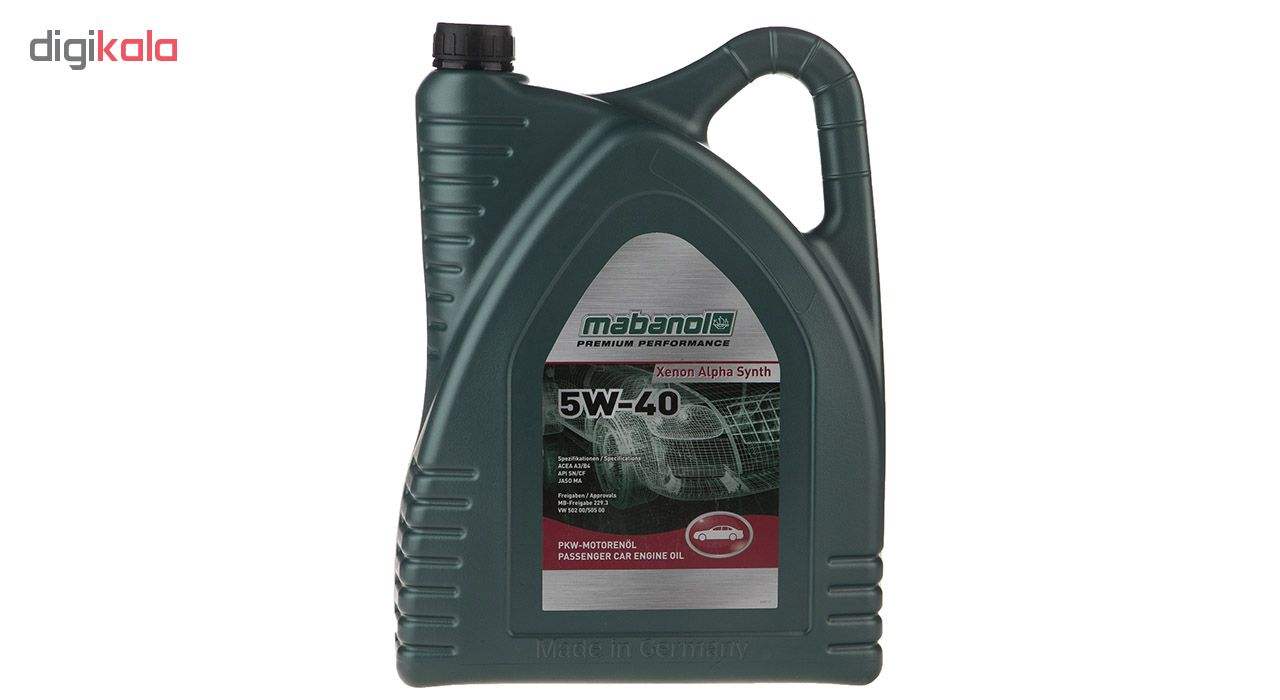 digikala
mabanol
PREMIUM PERFORMANCE
Xenon Alpha Synth
5W-40
Spezifikationen / Specifications
ACEA A3/B4
API SN/CF
JASO MA
Freigaben / Approvals
MB-Freigabe 229.3
VW 502 00/505 00
PKW-MOTORENÖL
PASSENGER CAR ENGINE OIL
Made in Germany